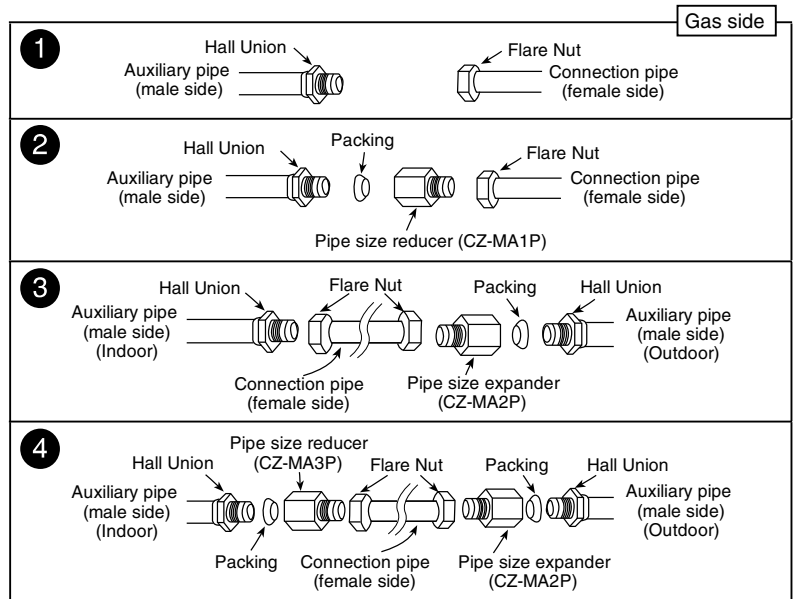 Gas side
1
Hall Union
Auxiliary pipe
(male side)
Flare Nut
Connection pipe
(female side)
2
Hall Union
Auxiliary pipe
(male side)
Packing
Pipe size reducer (CZ-MA1P)
Flare Nut
Connection pipe
(female side)
3
Hall Union
Auxiliary pipe
(male side)
(Indoor)
Flare Nut
Connection pipe
(female side)
Packing
Pipe size expander
(CZ-MA2P)
Hall Union
Auxiliary pipe
(male side)
(Outdoor)
4
Hall Union
Auxiliary pipe
(male side)
(Indoor)
Pipe size reducer
(CZ-MA3P)
Packing
Flare Nut
Connection pipe
(female side)
Packing
Pipe size expander
(CZ-MA2P)
Hall Union
Auxiliary pipe
(male side)
(Outdoor)